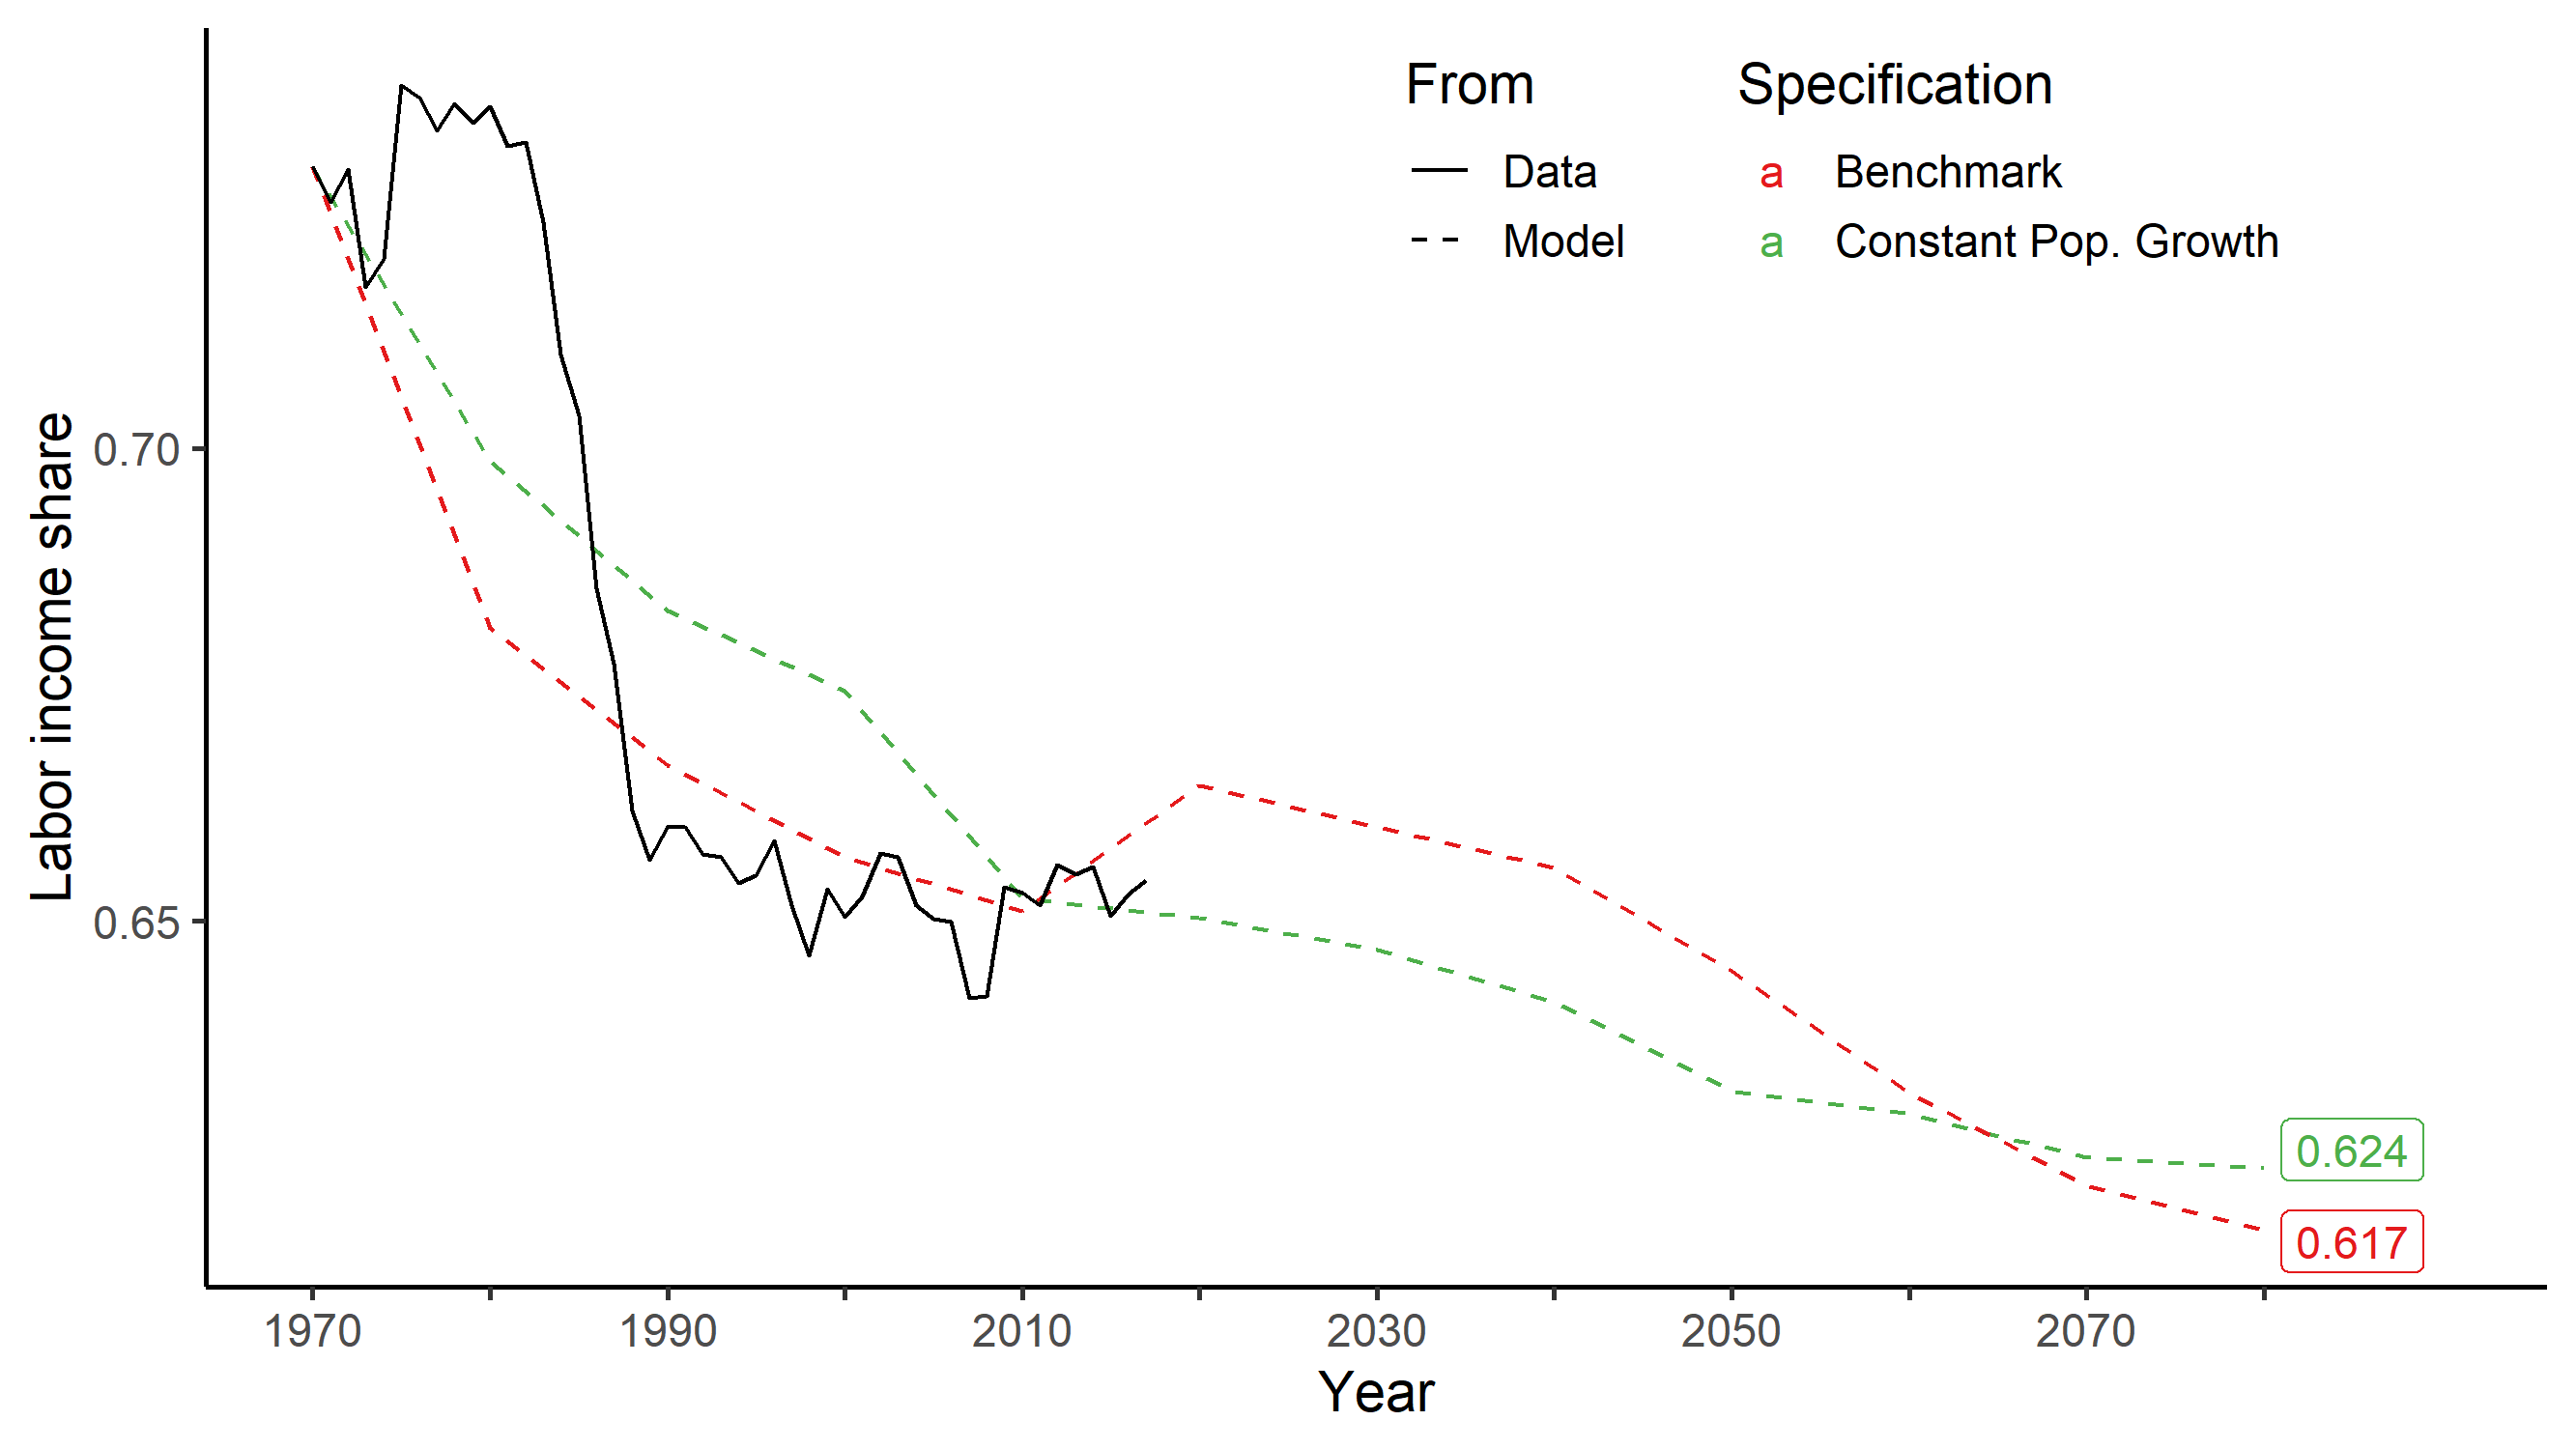 From
Specification
Data
a Benchmark
Model
a Constant Pop. Growth
Labor income share
0.70
0.65
0.624
0.617
1970 1990 2010 2030 2050 2070
Year